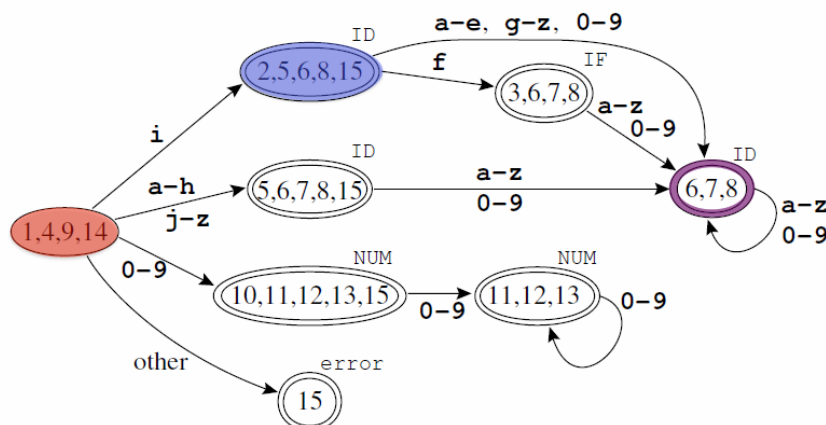 ID
a-e, g-z, 0-9
2,5,6,8,15
f
IF
3,6,7,8
a-z
0-9
i
ID
a-h
j-z
5,6,7,8,15
a-z
0-9
ID
6,7,8
a-z
0-9
1,4,9,14
0-9
NUM
10,11,12,13,15
0-9
NUM
11,12,13
0-9
other
error
15